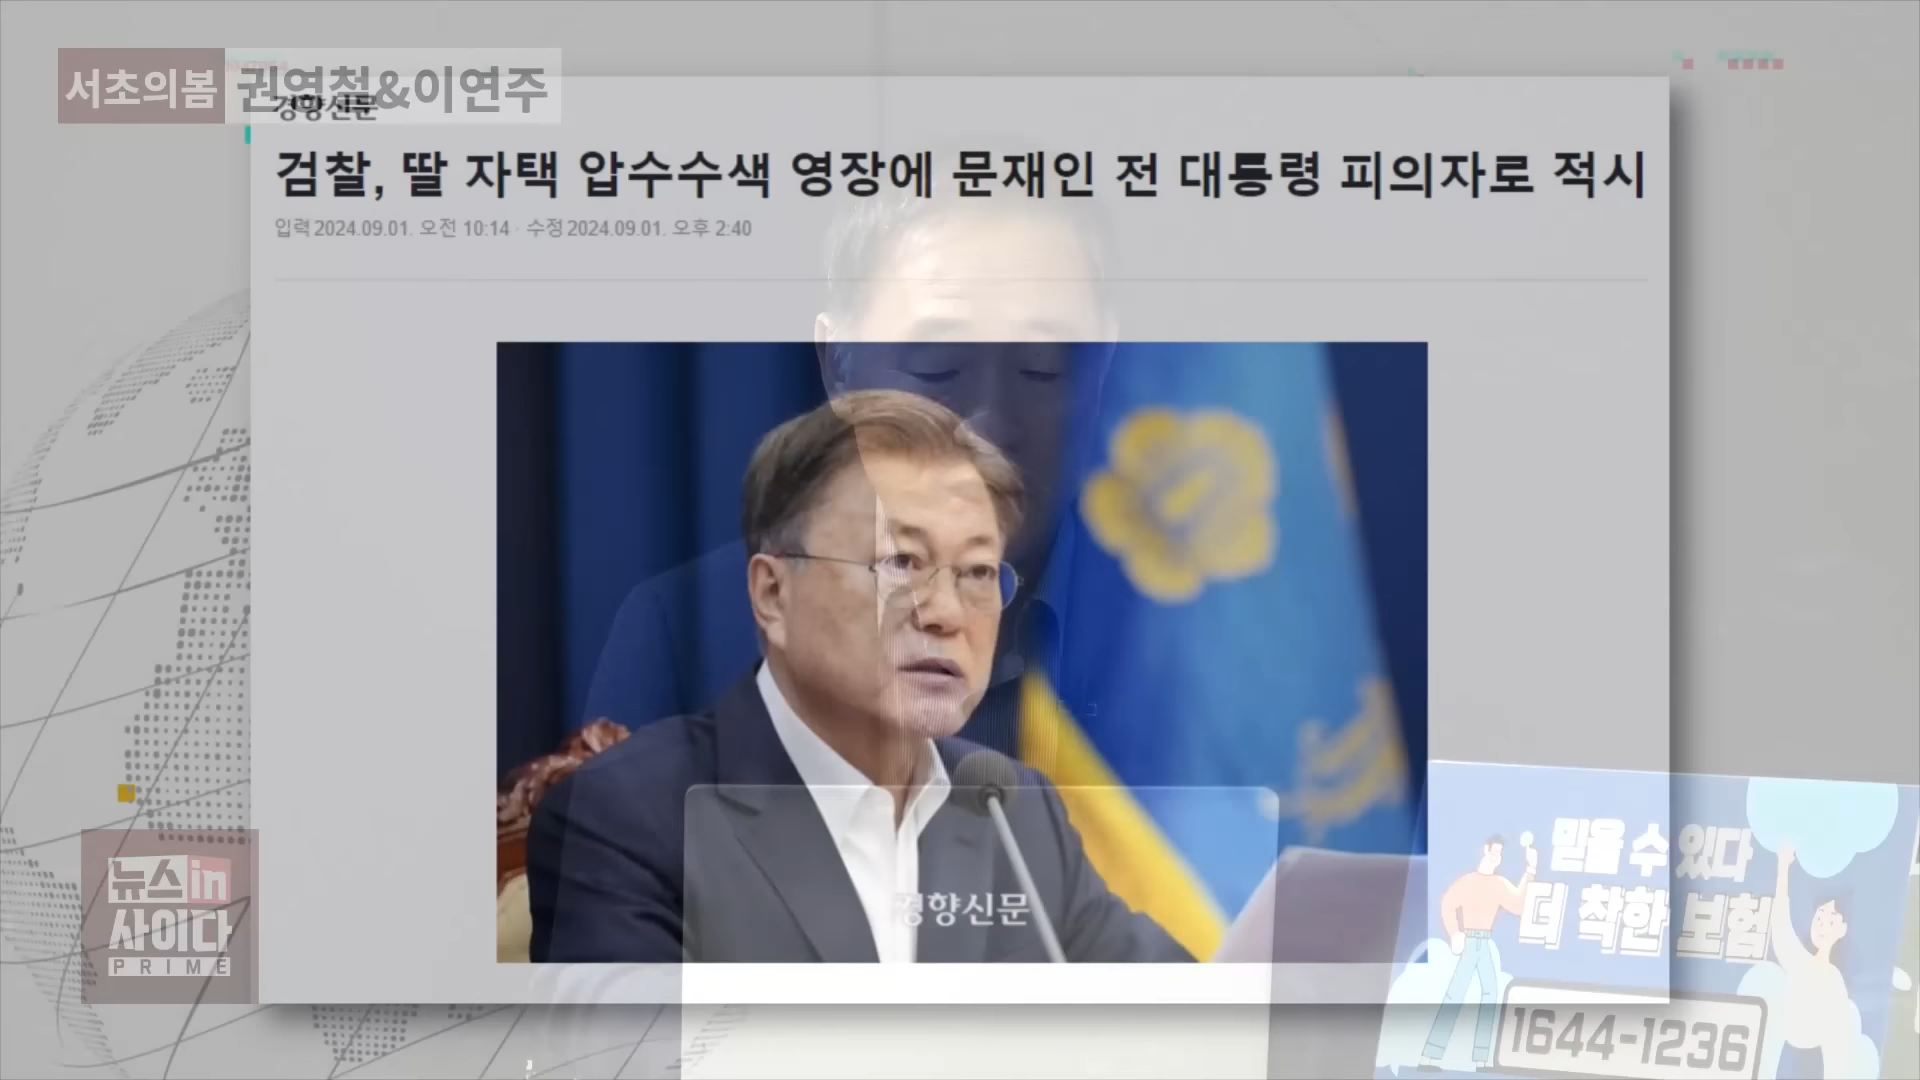 서초의봄 권영철&이연주
경향신문
검찰, 딸 자택 압수수색 영장에 문재인 전 대통령 피의자로 적시
입력 2024.09.01. 오전 10:14 · 수정 2024.09.01. 오후 2:40
경향신문
믿을 수 있다
더 착한 보험
1644-1236
뉴스in
사이다
PRIME